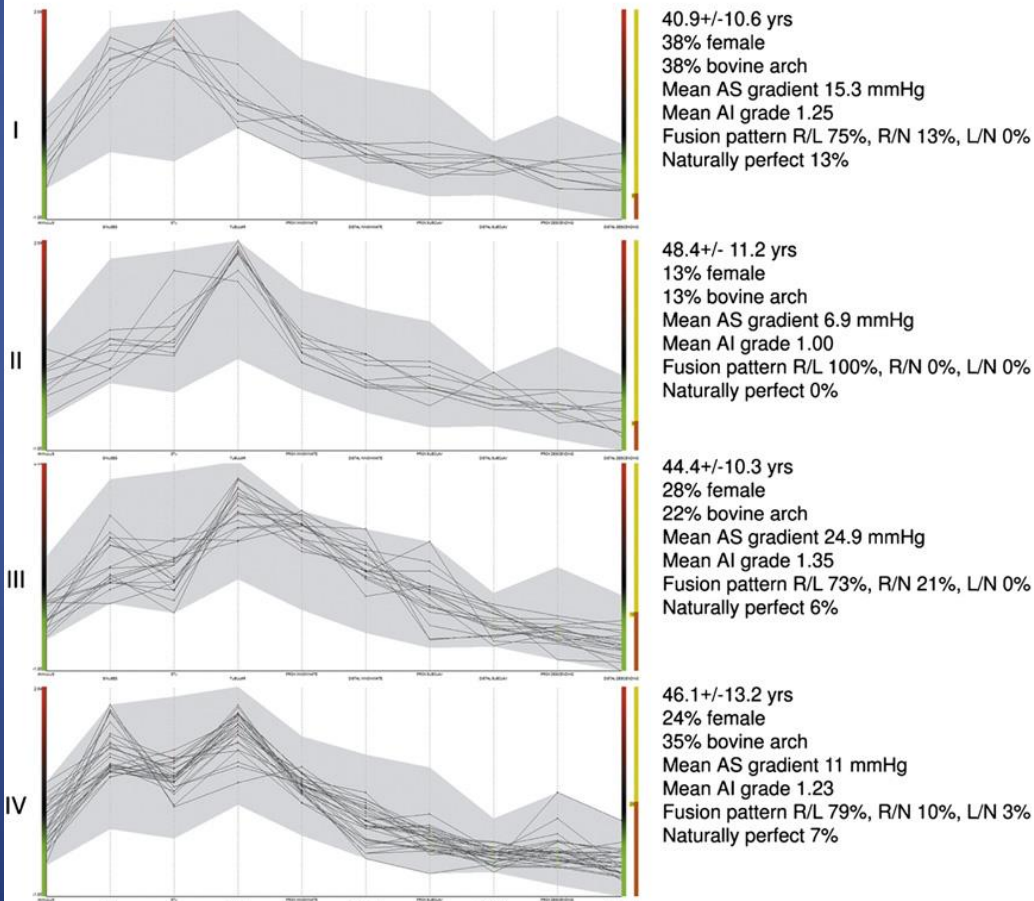 I
40.9+/-10.6 yrs
38% female
38% bovine arch
Mean AS gradient 15.3 mmHg
Mean AI grade 1.25
Fusion pattern R/L 75%, R/N 13%, L/N 0%
Naturally perfect 13%
II
48.4+/- 11.2 yrs
13% female
13% bovine arch
Mean AS gradient 6.9 mmHg
Mean AI grade 1.00
Fusion pattern R/L 100%, R/N 0%, L/N 0%
Naturally perfect 0%
III
44.4+/-10.3 yrs
28% female
22% bovine arch
Mean AS gradient 24.9 mmHg
Mean AI grade 1.35
Fusion pattern R/L 73%, R/N 21%, L/N 0%
Naturally perfect 6%
IV
46.1+/-13.2 yrs
24% female
35% bovine arch
Mean AS gradient 11 mmHg
Mean AI grade 1.23
Fusion pattern R/L 79%, R/N 10%, L/N 3%
Naturally perfect 7%